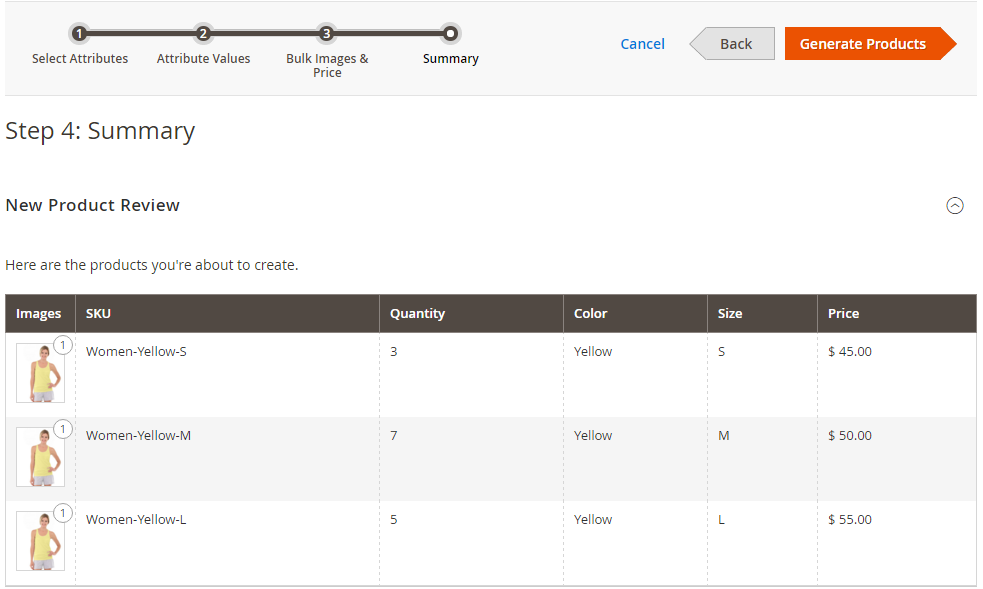 1 2 3
Select Attributes Attribute Values Bulk Images & Price Summary
Cancel Back Generate Products
Step 4: Summary
New Product Review
Here are the products you're about to create.
Images SKU Quantity Color Size Price
1 Women-Yellow-S 3 Yellow S $ 45.00
1 Women-Yellow-M 7 Yellow M $ 50.00
1 Women-Yellow-L 5 Yellow L $ 55.00